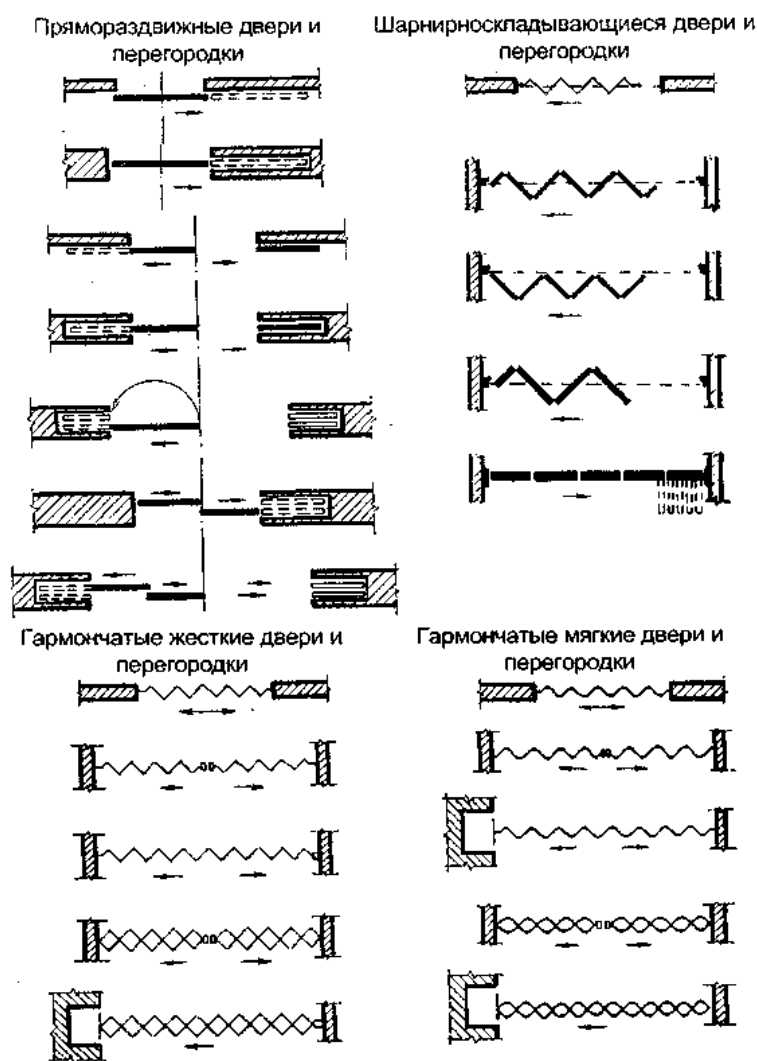 Прямораздвижные двери и
перегородки
Шарнирноскладывающиеся двери и
перегородки
Гармончатые жесткие двери и
перегородки
Гармончатые мягкие двери и
перегородки